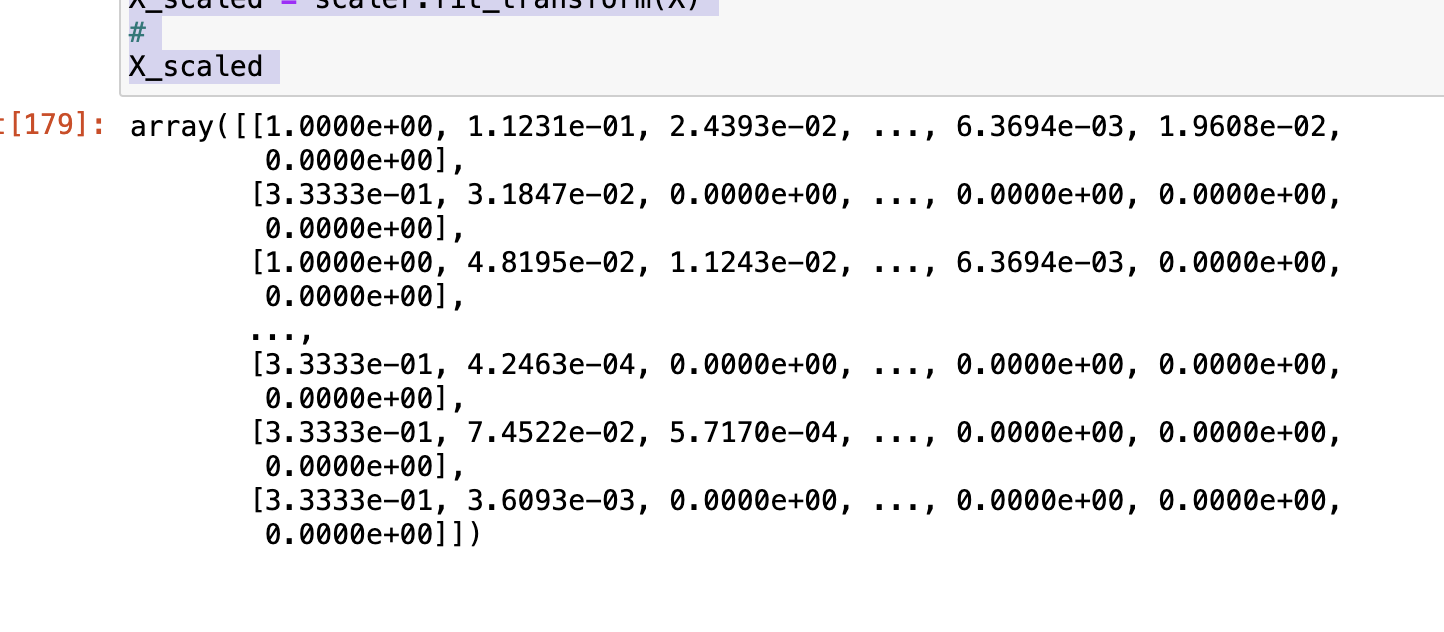 X_scaled = scaler.fit_transform(X)
#
X_scaled
t[179]: array([[1.0000e+00, 1.1231e-01, 2.4393e-02, ..., 6.3694e-03, 1.9608e-02,
0.0000e+00],
[3.3333e-01, 3.1847e-02, 0.0000e+00, ..., 0.0000e+00, 0.0000e+00,
0.0000e+00],
[1.0000e+00, 4.8195e-02, 1.1243e-02, ..., 6.3694e-03, 0.0000e+00,
0.0000e+00],
...,
[3.3333e-01, 4.2463e-04, 0.0000e+00, ..., 0.0000e+00, 0.0000e+00,
0.0000e+00],
[3.3333e-01, 7.4522e-02, 5.7170e-04, ..., 0.0000e+00, 0.0000e+00,
0.0000e+00],
[3.3333e-01, 3.6093e-03, 0.0000e+00, ..., 0.0000e+00, 0.0000e+00,
0.0000e+00]])